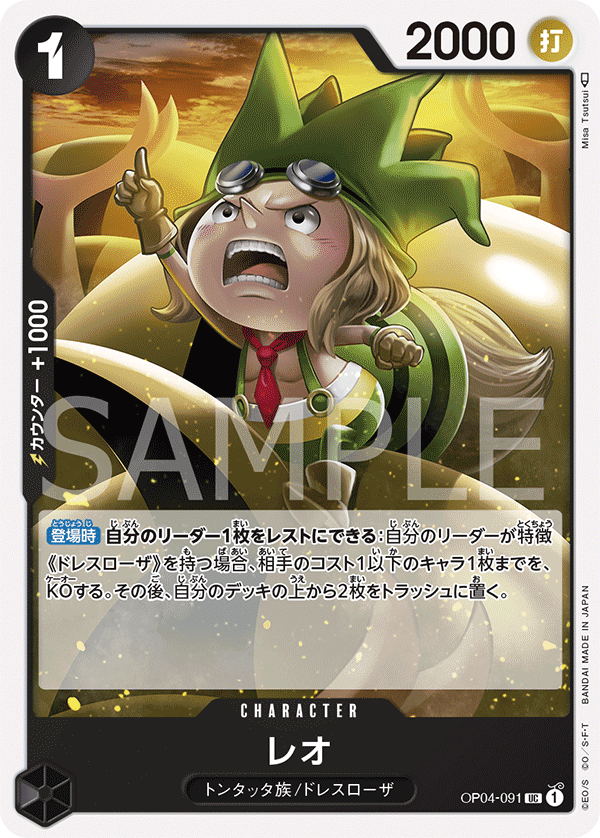 1
2000
打
Misa Tsutsui
カウンター +1000
SAMPLE
登場時 自分のリーダー1枚をレストにできる:自分のリーダーが特徴
《ドレスローザ》を持つ場合、相手のコスト1以下のキャラ1枚までを、
KOする。その後、自分のデッキの上から2枚をトラッシュに置く。
CHARACTER
レオ
トンタッタ族/ドレスローザ
OP04-091 UC 1
©E.O/S ©O/S・F・T BANDAI MADE IN JAPAN